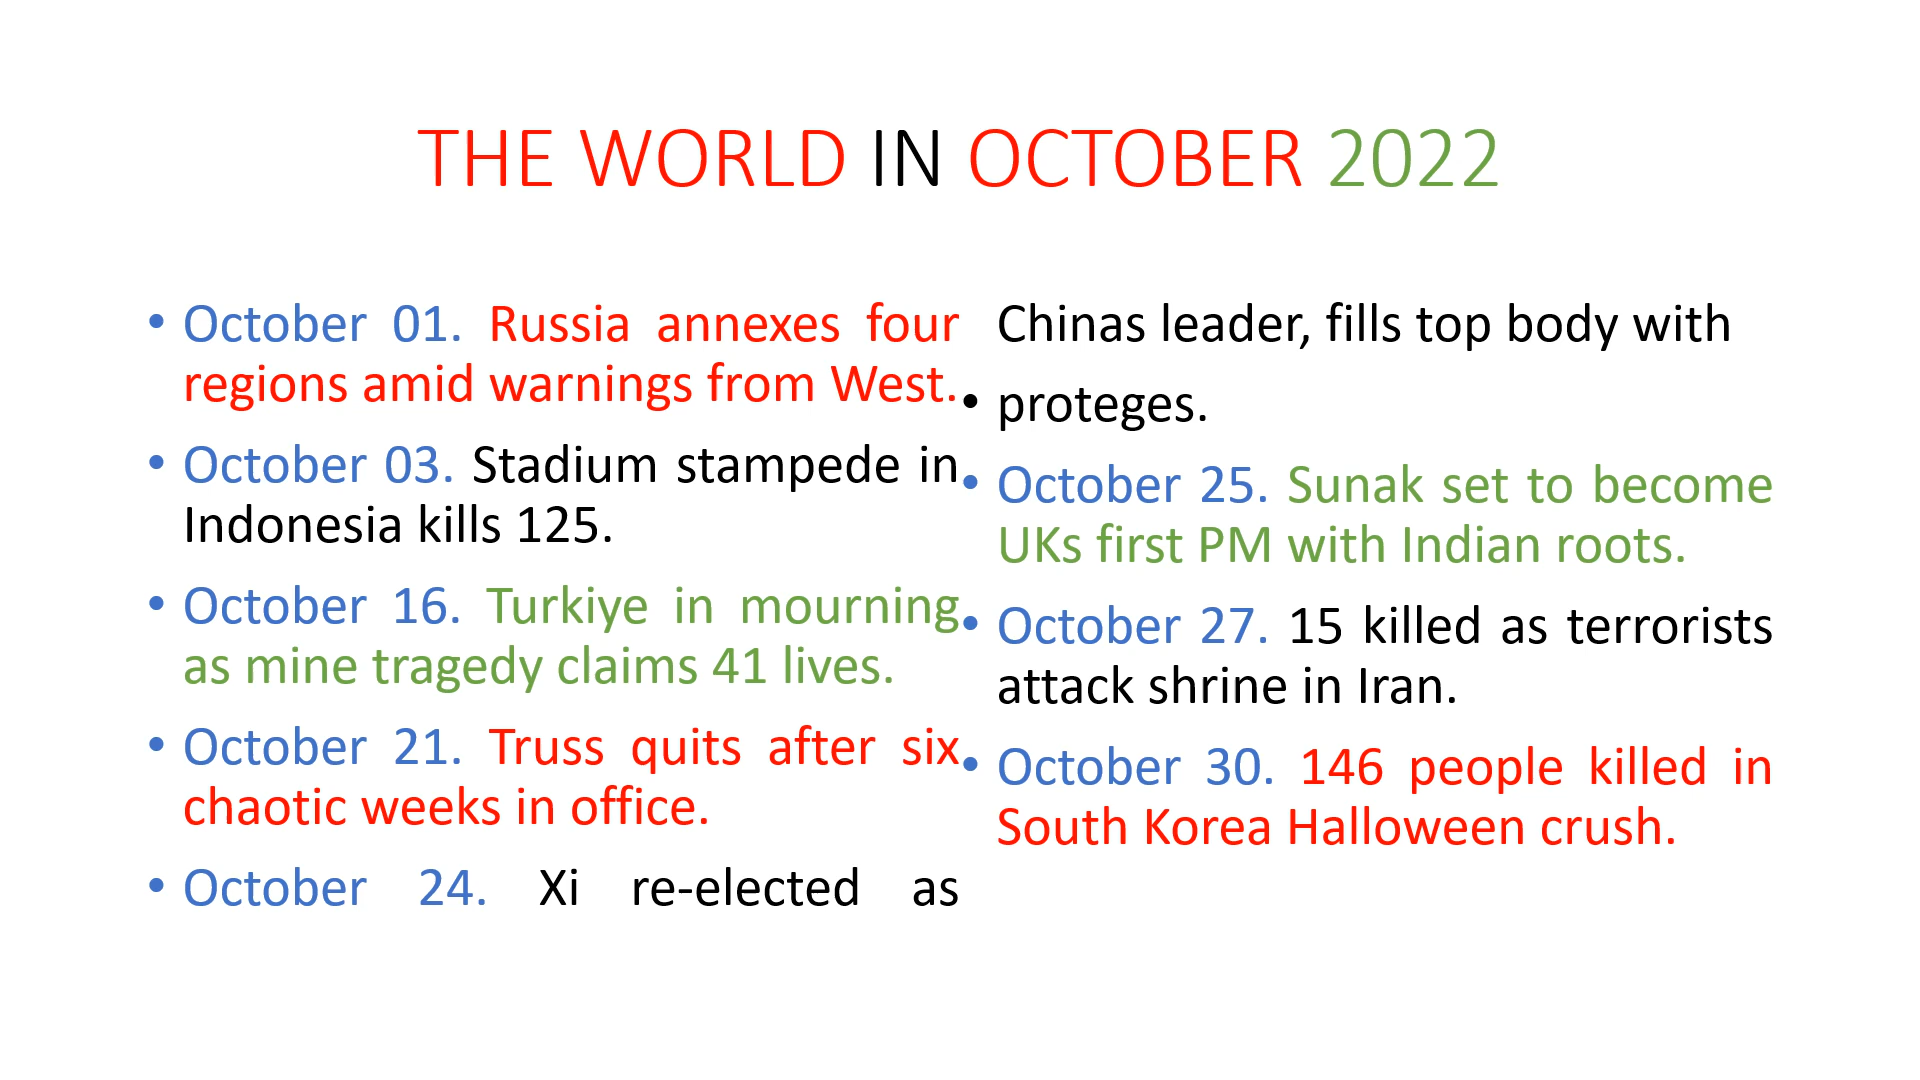 THE WORLD IN OCTOBER 2022
• October 01. Russia annexes four
regions amid warnings from West.
• October 03. Stadium stampede in
Indonesia kills 125.
• October 16. Turkiye in mourning
as mine tragedy claims 41 lives.
• October 21. Truss quits after six
chaotic weeks in office.
• October 24. Xi re-elected as
Chinas leader, fills top body with
• proteges.
• October 25. Sunak set to become
UKs first PM with Indian roots.
• October 27. 15 killed as terrorists
attack shrine in Iran.
• October 30. 146 people killed in
South Korea Halloween crush.